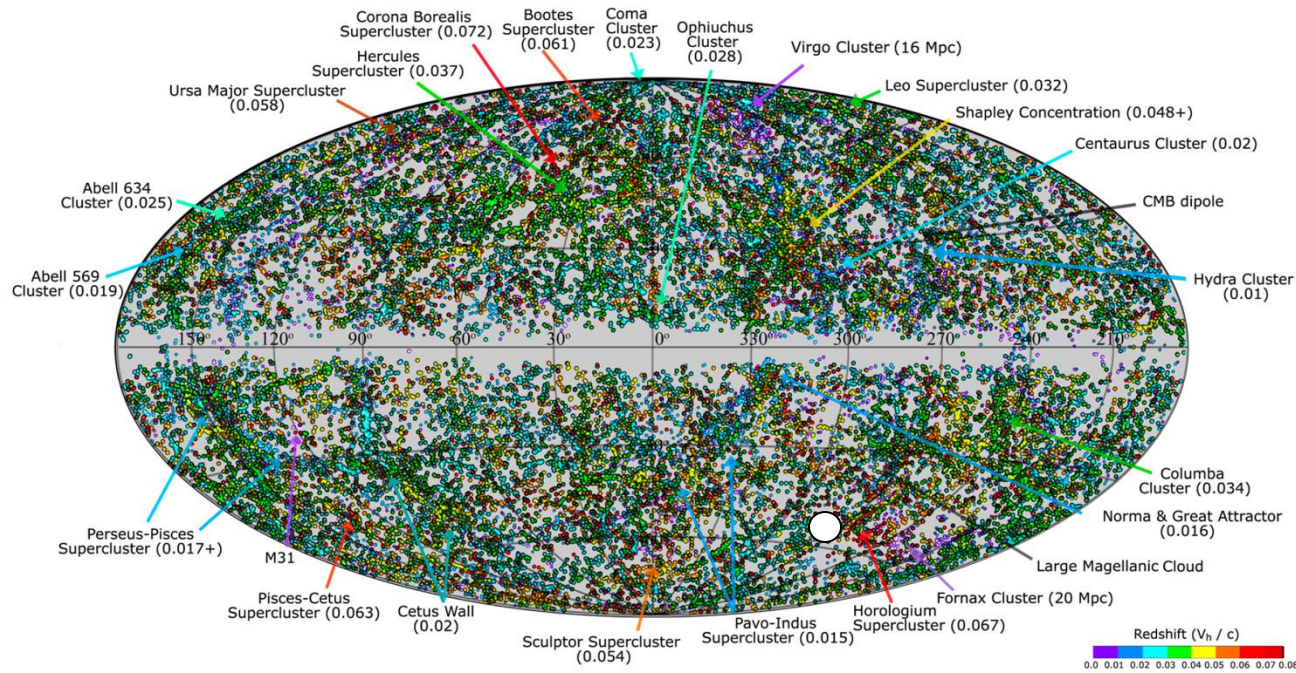 Corona Borealis
Supercluster (0.072)
Bootes
Supercluster
(0.061)
Coma
Cluster
(0.023)
Ophiuchus
Cluster
(0.028)
Virgo Cluster (16 Mpc)
Hercules
Supercluster
(0.037)
Leo Supercluster (0.032)
Ursa Major Supercluster
(0.058)
Shapley Concentration (0.048+)
Centaurus Cluster (0.02)
Abell 634
Cluster (0.025)
CMB dipole
Abell 569
Cluster (0.019)
Hydra Cluster
(0.01)
150 120 90 60 30 0° 350 300 270 240 210
Columba
Cluster (0.034)
Perseus-Pisces
Supercluster (0.017+)
Norma & Great Attractor
(0.016)
M31
Large Magellanic Cloud
Pisces-Cetus
Supercluster (0.063)
Cetus Wall
(0.02)
Sculptor Supercluster
(0.054)
Pavo-Indus
Supercluster (0.015)
Horologium
Supercluster (0.067)
Fornax Cluster (20 Mpc)
Redshift (Vh / c)
0.0 0.01 0.02 0.03 0.04 0.05 0.06 0.07 0.08